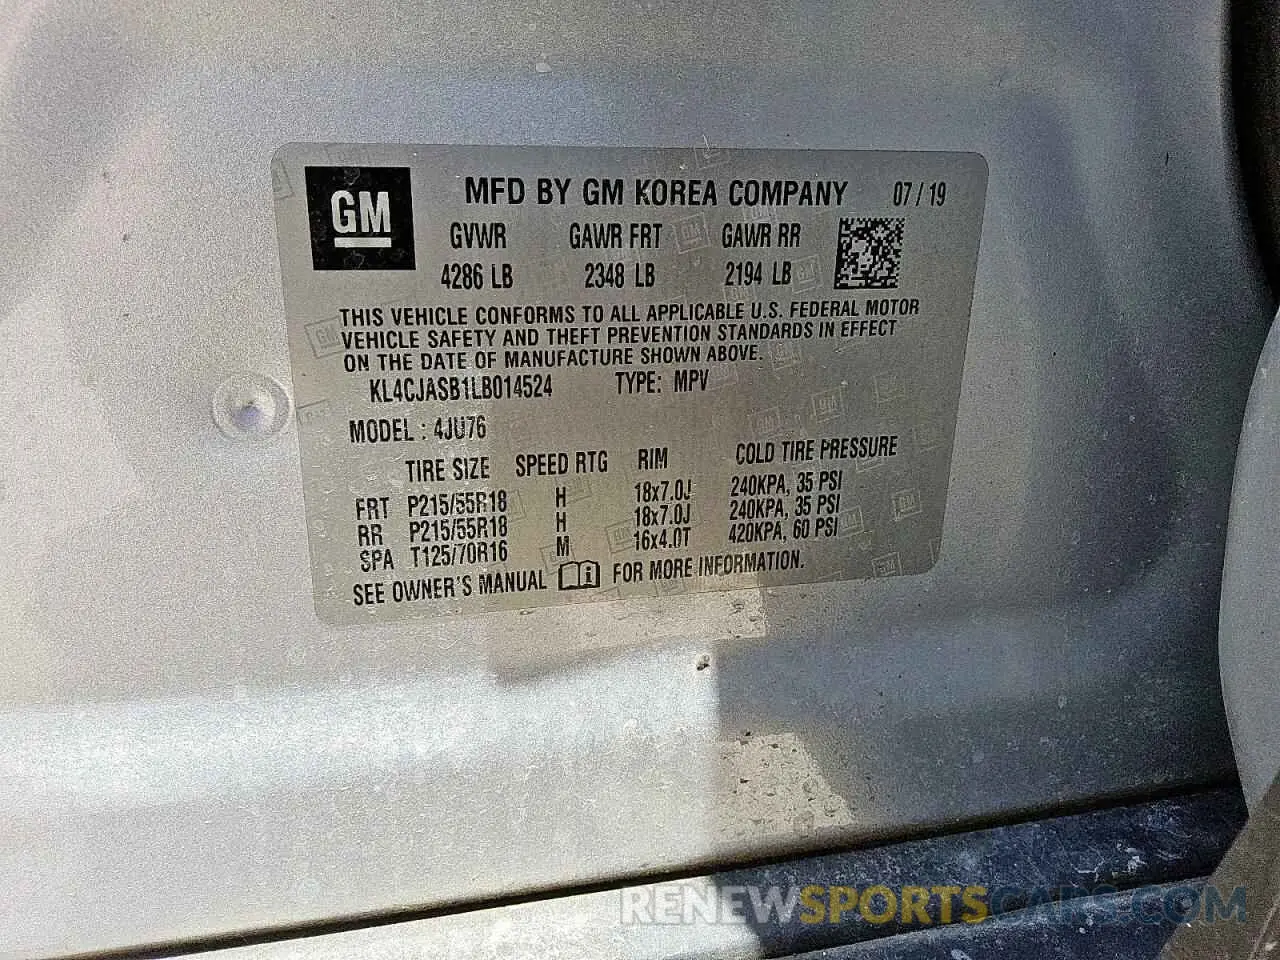 GM
MFD BY GM KOREA COMPANY 07 / 19
GVWR GAWR FRT GAWR RR
4286 LB 2348 LB 2194 LB
THIS VEHICLE CONFORMS TO ALL APPLICABLE U.S. FEDERAL MOTOR
VEHICLE SAFETY AND THEFT PREVENTION STANDARDS IN EFFECT
ON THE DATE OF MANUFACTURE SHOWN ABOVE.
KL4CJASB1LB014524 TYPE: MPV
MODEL : 4JU76
TIRE SIZE SPEED RTG RIM COLD TIRE PRESSURE
FRT P215/55R18 H 18x7.0J 240KPA, 35 PSI
RR P215/55R18 H 18x7.0J 240KPA, 35 PSI
SPA T125/70R16 M 16x4.0T 420KPA, 60 PSI
SEE OWNER'S MANUAL FOR MORE INFORMATION.
RENEWSPORTSCARS.COM